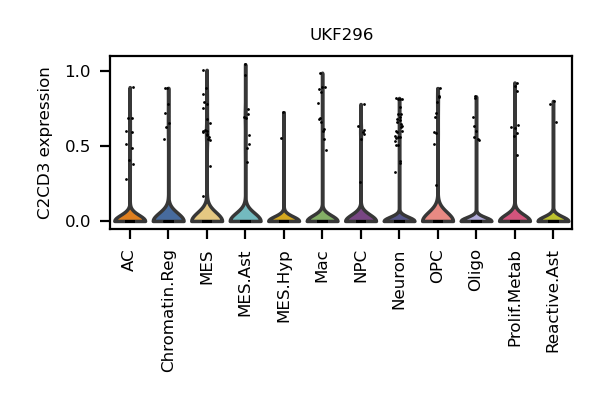 UKF296
C2CD3 expression
1.0
0.5
0.0
AC
Chromatin.Reg
MES
MES.Ast
MES.Hyp
Mac
NPC
Neuron
OPC
Oligo
Prolif.Metab
Reactive.Ast